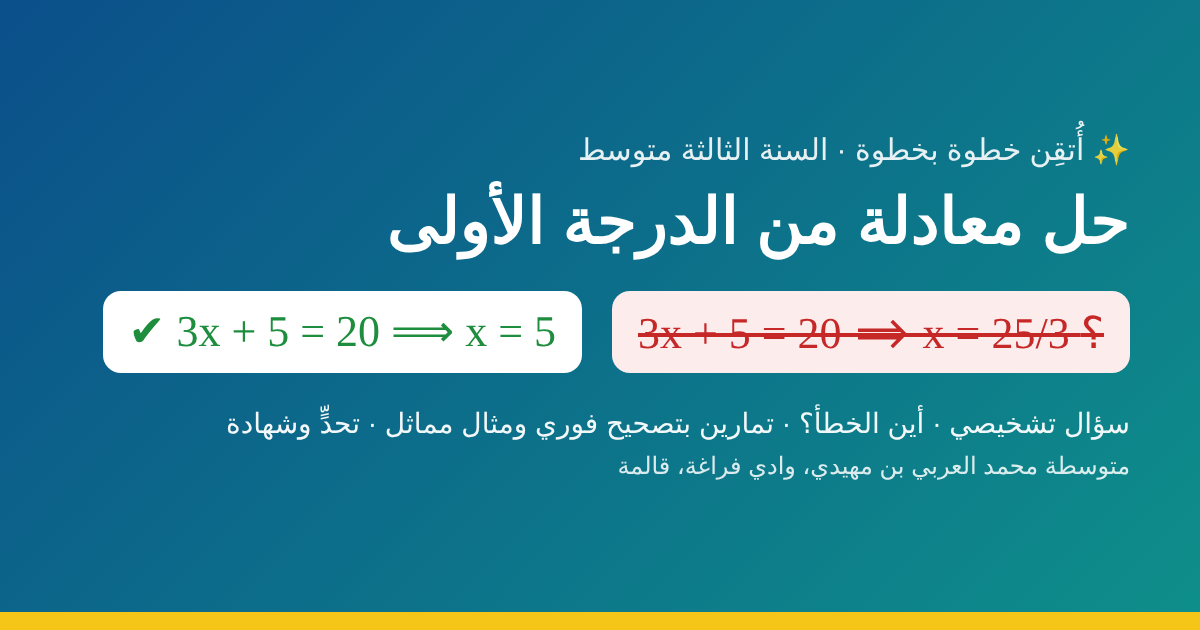 ✨ أُتقِن خطوة بخطوة · السنة الثالثة متوسط
حل معادلة من الدرجة الأولى
3x + 5 = 20 ⟹ x = 25/3 ؟
✔ 3x + 5 = 20 ⟹ x = 5
سؤال تشخيصي · أين الخطأ؟ · تمارين بتصحيح فوري ومثال مماثل · تحدٍّ وشهادة
متوسطة محمد العربي بن مهيدي، وادي فراغة، قالمة